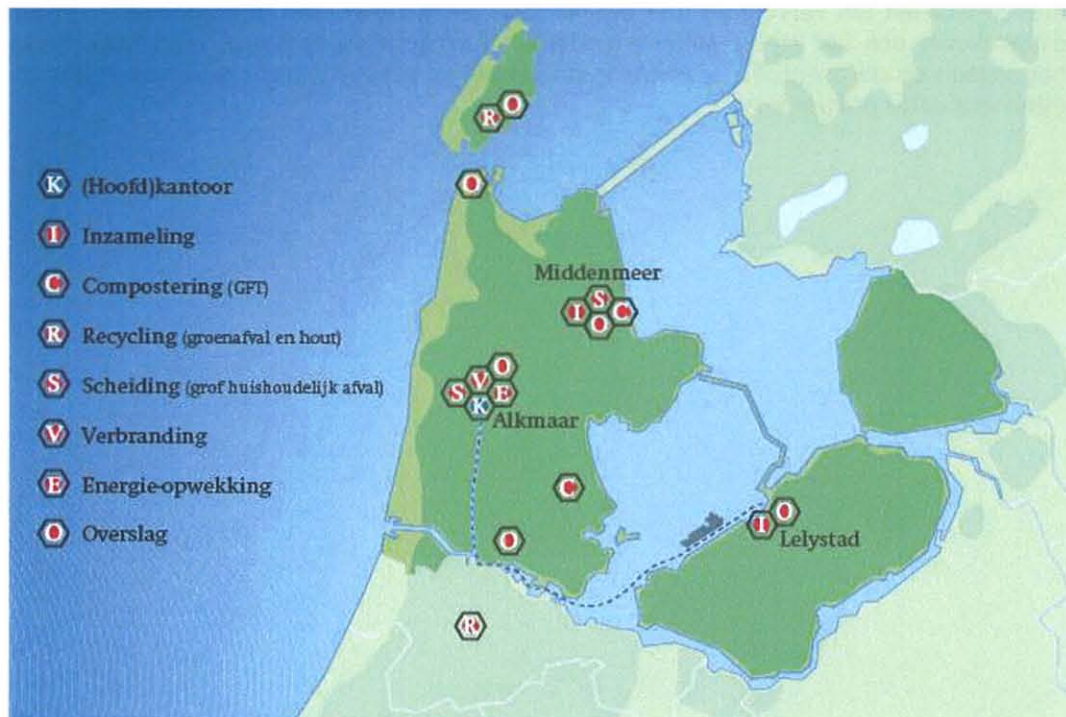 K (Hoofd)kantoor
I Inzameling
C Compostering (GFT)
R Recycling (groenafval en hout)
S Scheiding (grof huishoudelijk afval)
V Verbranding
E Energie-opwekking
O Overslag
R O
O
Middenmeer
I S C
O
O
S V E
K
Alkmaar
C
O
I O
Lelystad
R